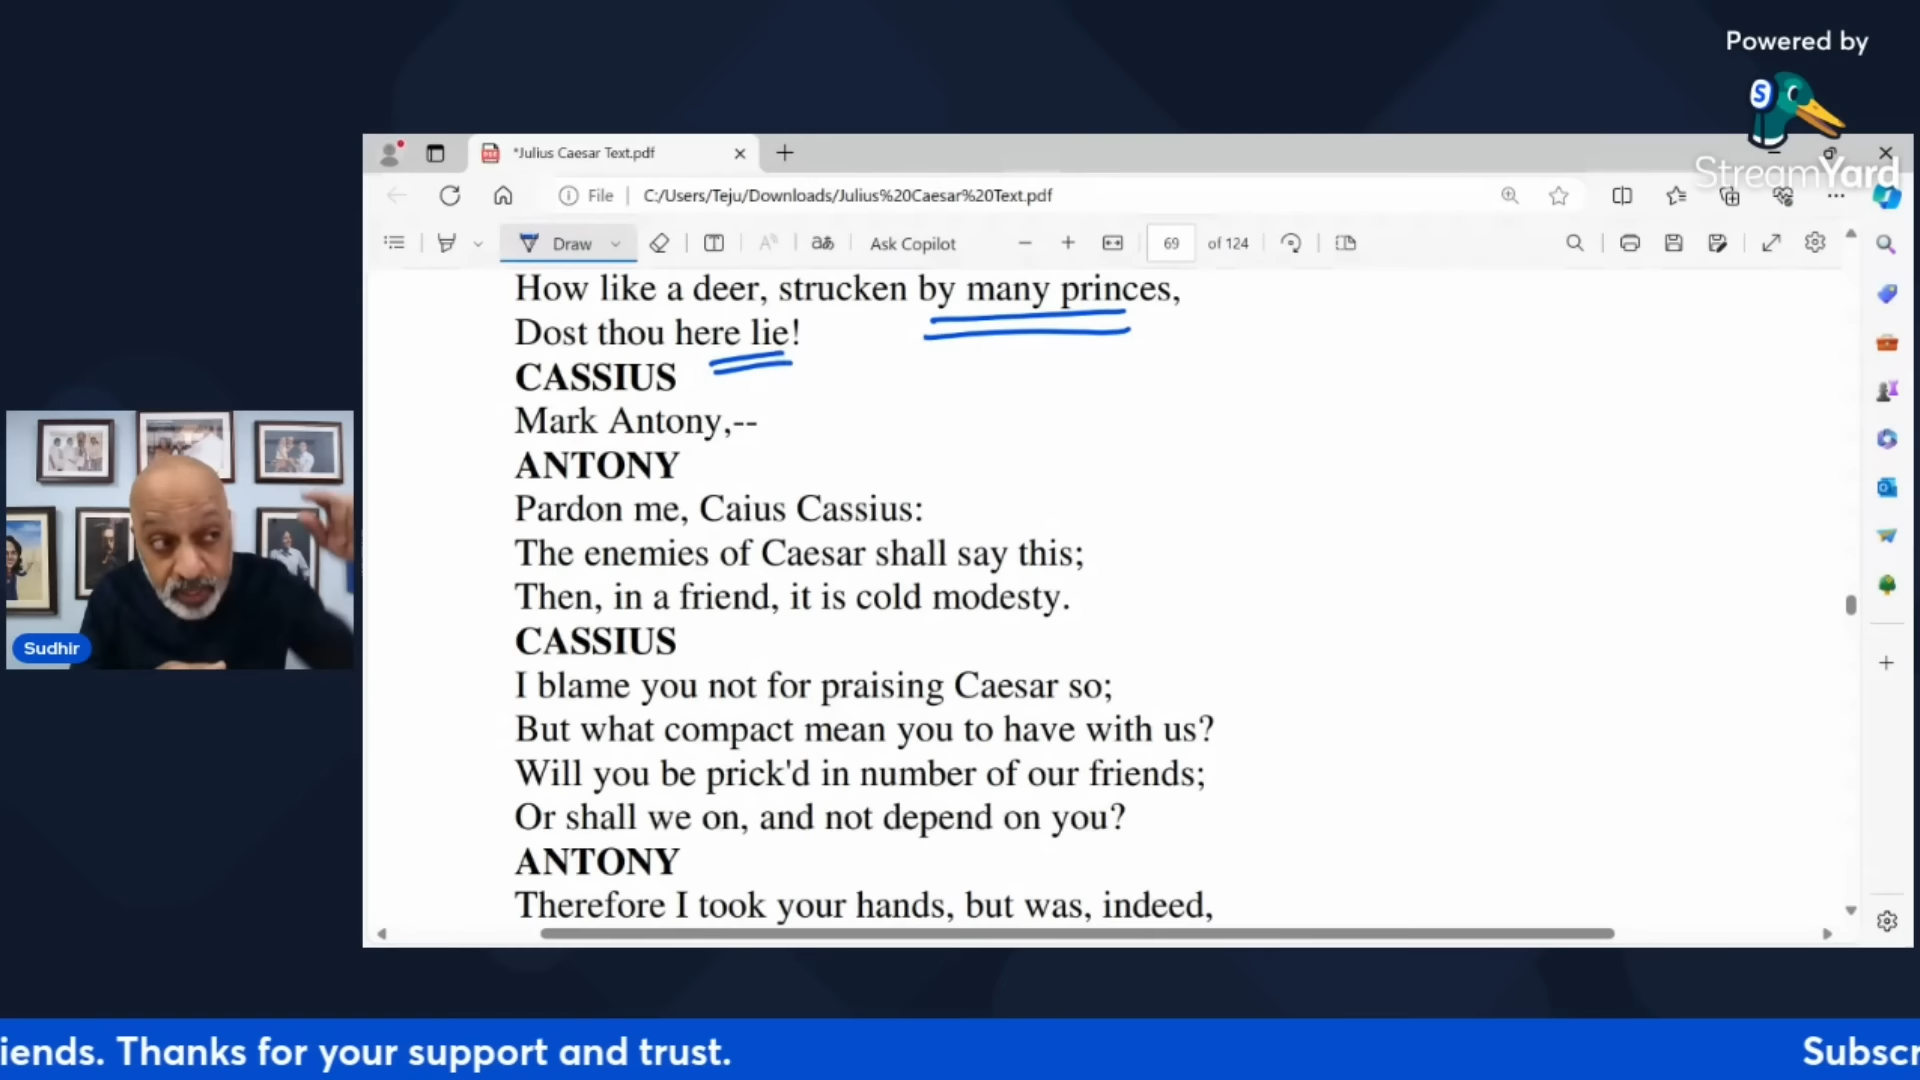 Powered by
StreamYard
*Julius Caesar Text.pdf
File
C:/Users/Teju/Downloads/Julius%20Caesar%20Text.pdf
Draw
aあ
Ask Copilot
69
of 124
How like a deer, strucken by many princes,
Dost thou here lie!
CASSIUS
Mark Antony,--
ANTONY
Pardon me, Caius Cassius:
The enemies of Caesar shall say this;
Then, in a friend, it is cold modesty.
CASSIUS
I blame you not for praising Caesar so;
But what compact mean you to have with us?
Will you be prick'd in number of our friends;
Or shall we on, and not depend on you?
ANTONY
Therefore I took your hands, but was, indeed,
Sudhir
iends. Thanks for your support and trust.
Subscr